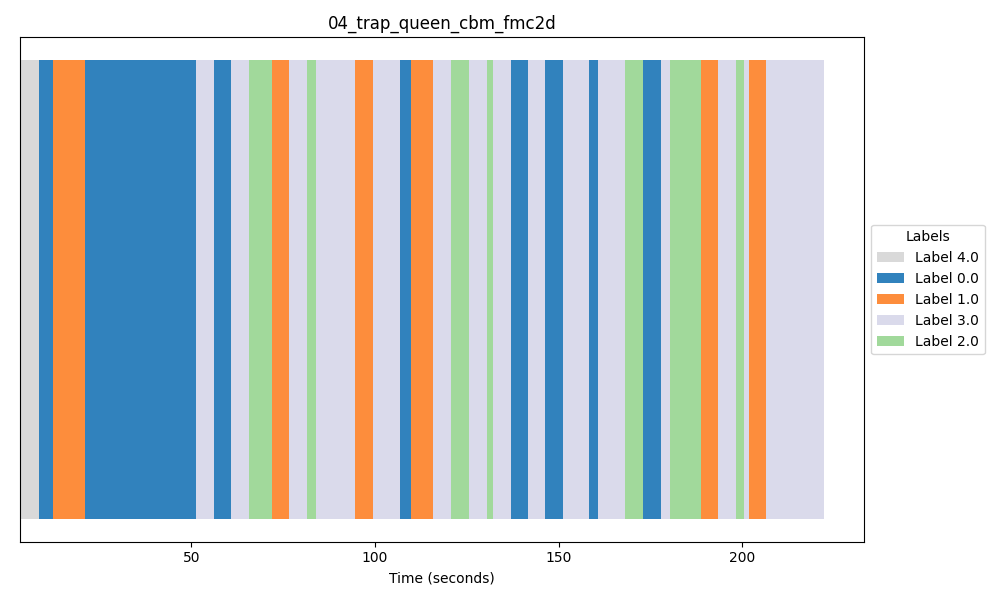 04_trap_queen_cbm_fmc2d
Labels
Label 4.0
Label 0.0
Label 1.0
Label 3.0
Label 2.0
50
100
150
200
Time (seconds)